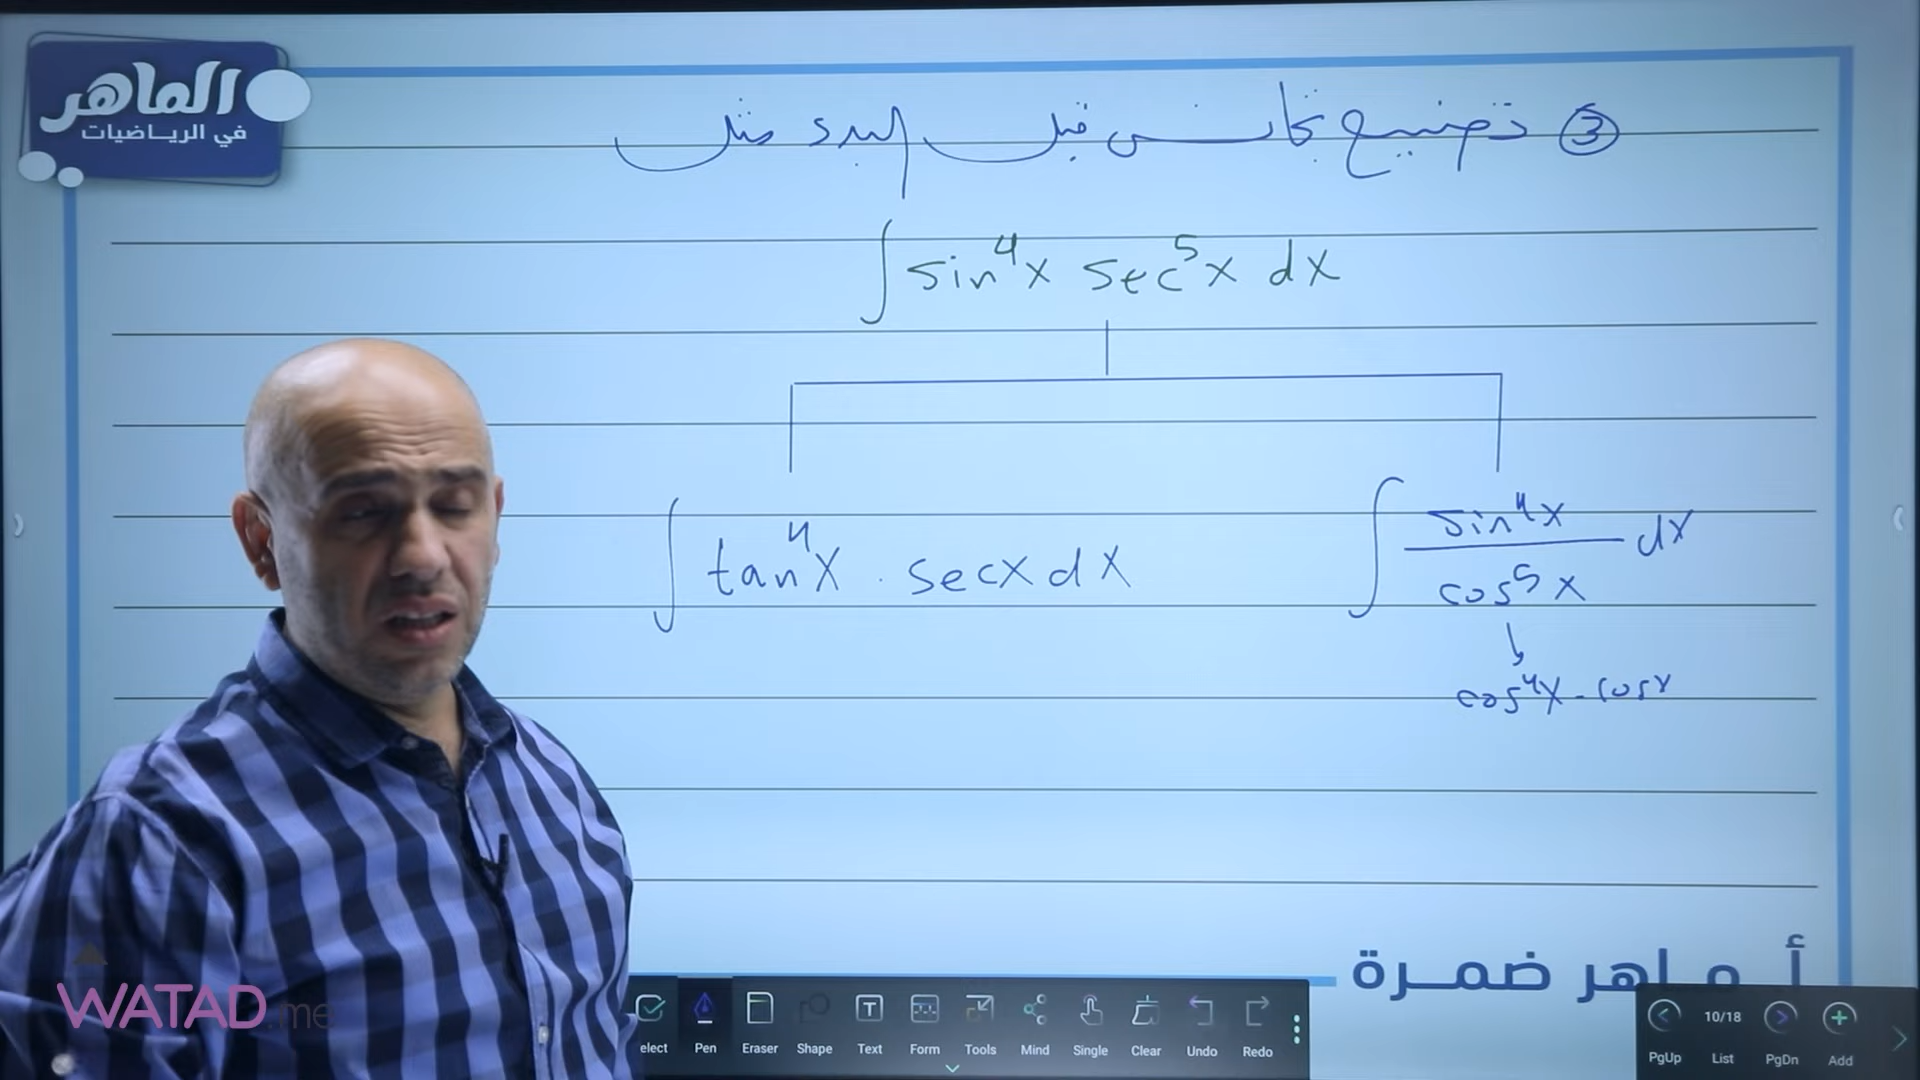 الماهر
في الرياضيات
③ تصنيع تجانس قبل البدء مثل
∫ sin⁴x sec⁵x dx
∫ tan⁴x . secx dx
∫ sin⁴x / cos⁵x dx
cos⁴x - cosx
أ. ماهر ضمرة
WATAD.me
elect Pen Eraser Shape Text Form Tools Mind Single Clear Undo Redo
10/18
PgUp List PgDn Add